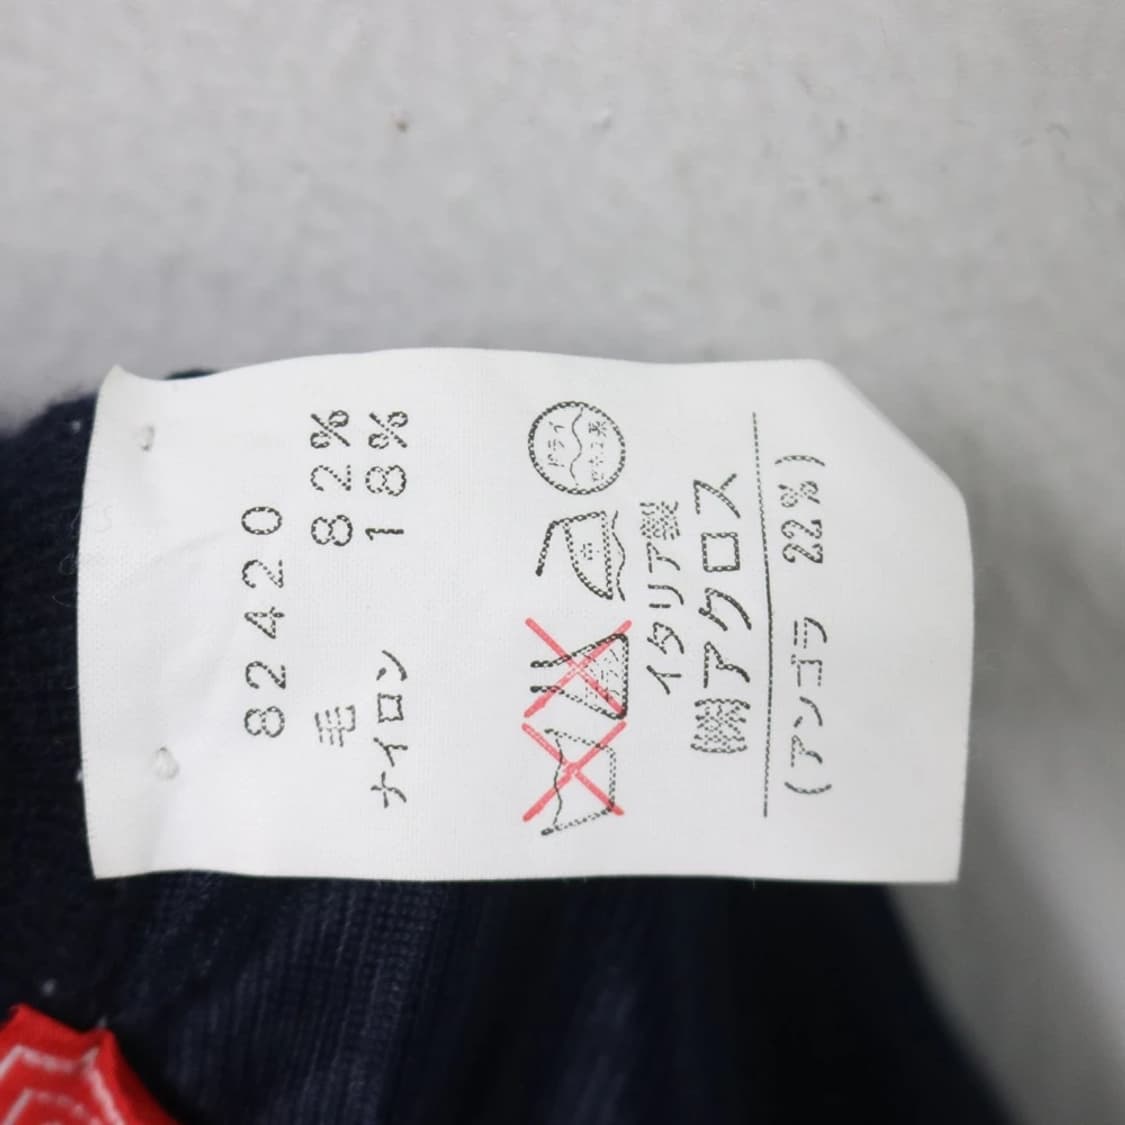 82420
毛 82%
ナイロン 18%
ドライ
イタリア製
㈱アクロス
(アンゴラ 22%)